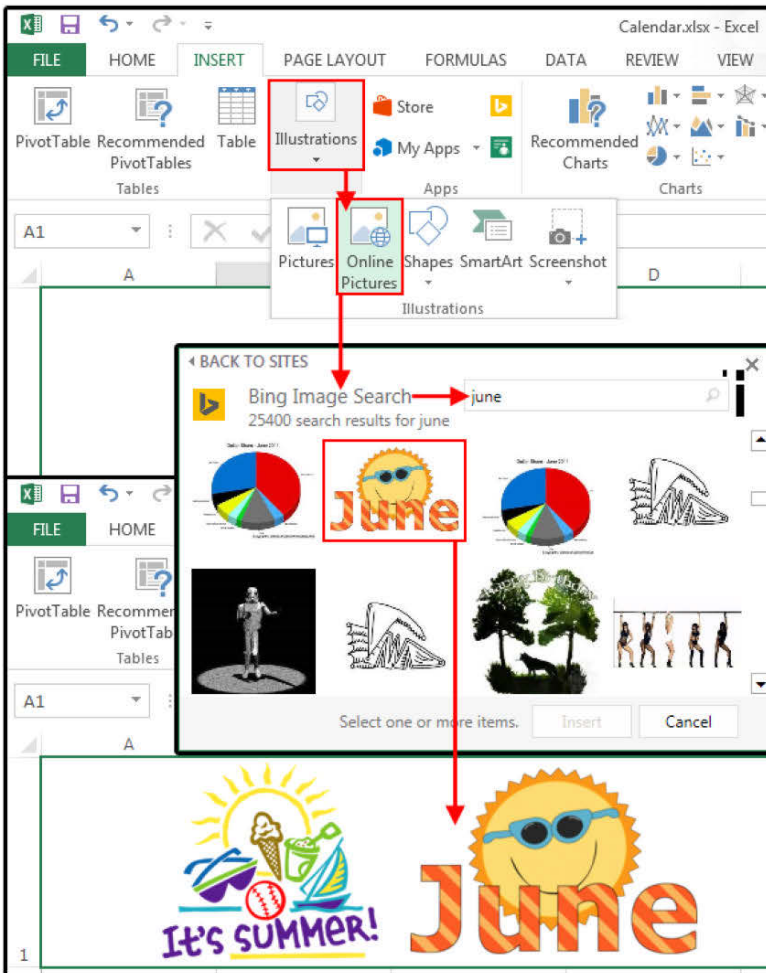 Calendar.xlsx - Excel
FILE HOME INSERT PAGE LAYOUT FORMULAS DATA REVIEW VIEW
PivotTable Recommended PivotTables Table Illustrations Store My Apps Recommended Charts
Tables Apps Charts
A1
A D
Pictures Online Pictures Shapes SmartArt Screenshot
Illustrations
BACK TO SITES
Bing Image Search june
25400 search results for june
June
Select one or more items. Insert Cancel
FILE HOME
PivotTable Recommen
PivotTab
Tables
A1
A
It's SUMMER!
June
1